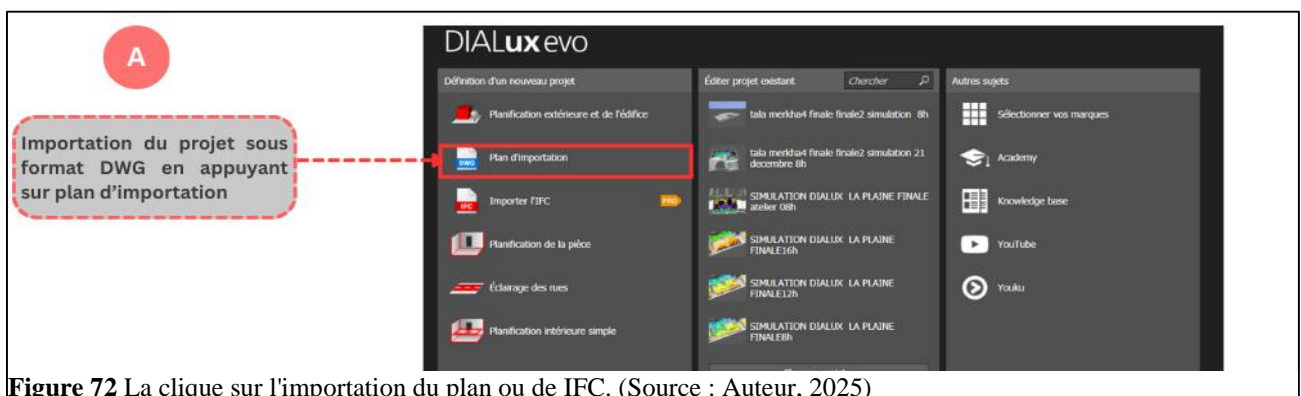 A
Importation du projet sous
format DWG en appuyant
sur plan d'importation
DIALux evo
Définition d'un nouveau projet
Planification extérieure et de l'édifice
DWG
Plan d'importation
IFC
Importer l'IFC
PRO
Planification de la pièce
Éclairage des rues
Planification intérieure simple
Éditer projet existant
Chercher
tala merkha4 finale finale2 simulation 8h
tala merkha4 finale finale2 simulation 21
decembre 8h
SIMULATION DIALUX LA PLAINE FINALE
atelier 08h
SIMULATION DIALUX LA PLAINE
FINALE16h
SIMULATION DIALUX LA PLAINE
FINALE12h
SIMULATION DIALUX LA PLAINE
FINALE8h
Autres sujets
Sélectionner vos marques
Academy
Knowledge base
YouTube
Youku
Figure 72 La clique sur l'importation du plan ou de IFC. (Source : Auteur, 2025)